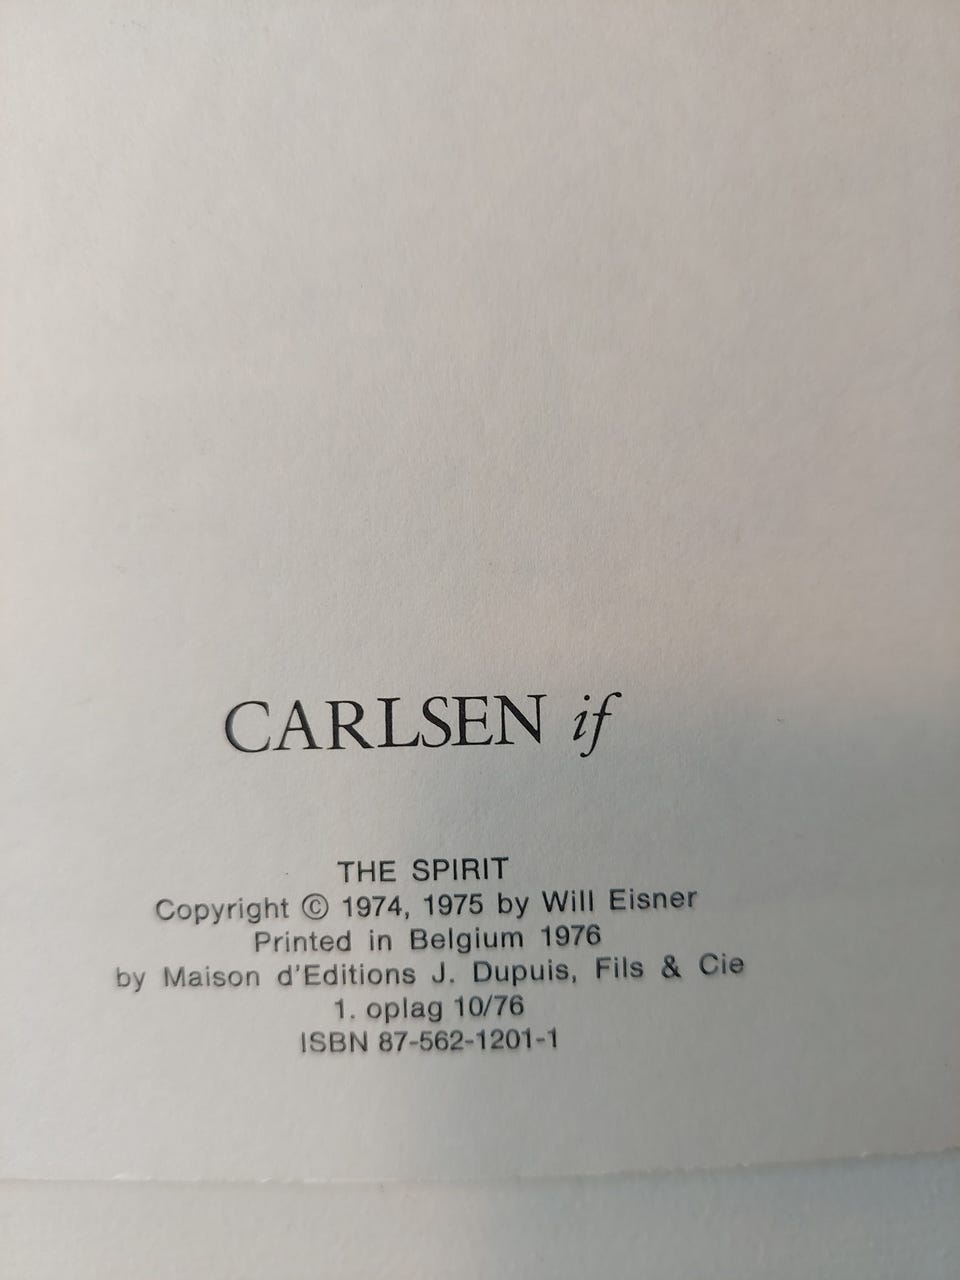 CARLSEN if
THE SPIRIT
Copyright © 1974, 1975 by Will Eisner
Printed in Belgium 1976
by Maison d'Editions J. Dupuis, Fils & Cie
1. oplag 10/76
ISBN 87-562-1201-1